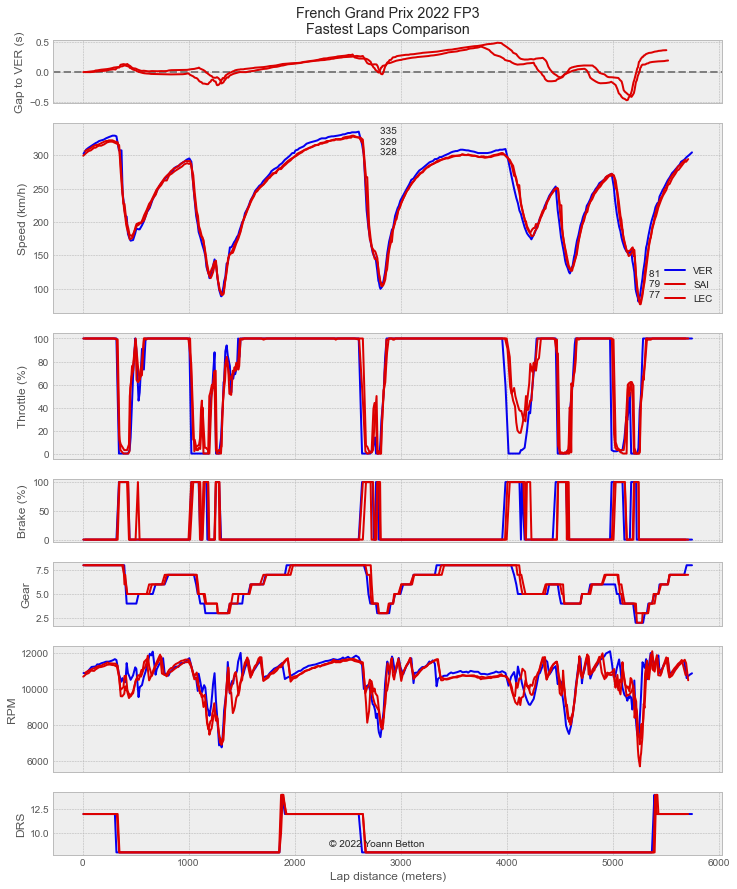 French Grand Prix 2022 FP3
Fastest Laps Comparison
Gap to VER (s)
0.5
0.0
−0.5
Speed (km/h)
300
250
200
150
100
335
329
328
81
79
77
VER
SAI
LEC
Throttle (%)
100
80
60
40
20
0
Brake (%)
100
50
0
Gear
7.5
5.0
2.5
RPM
12000
10000
8000
6000
DRS
12.5
10.0
© 2022 Yoann Betton
0
1000
2000
3000
4000
5000
6000
Lap distance (meters)